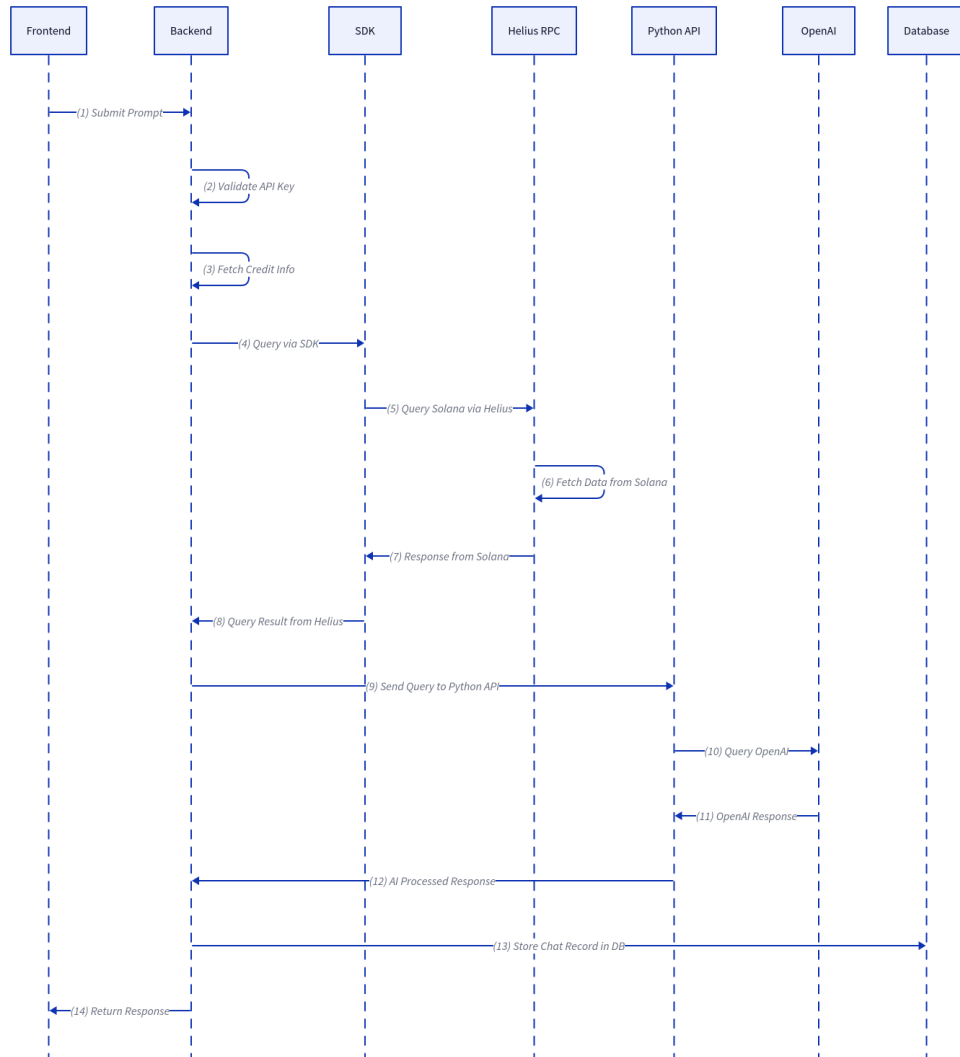 Frontend
Backend
SDK
Helius RPC
Python API
OpenAI
Database
(1) Submit Prompt
(2) Validate API Key
(3) Fetch Credit Info
(4) Query via SDK
(5) Query Solana via Helius
(6) Fetch Data from Solana
(7) Response from Solana
(8) Query Result from Helius
(9) Send Query to Python API
(10) Query OpenAI
(11) OpenAI Response
(12) AI Processed Response
(13) Store Chat Record in DB
(14) Return Response